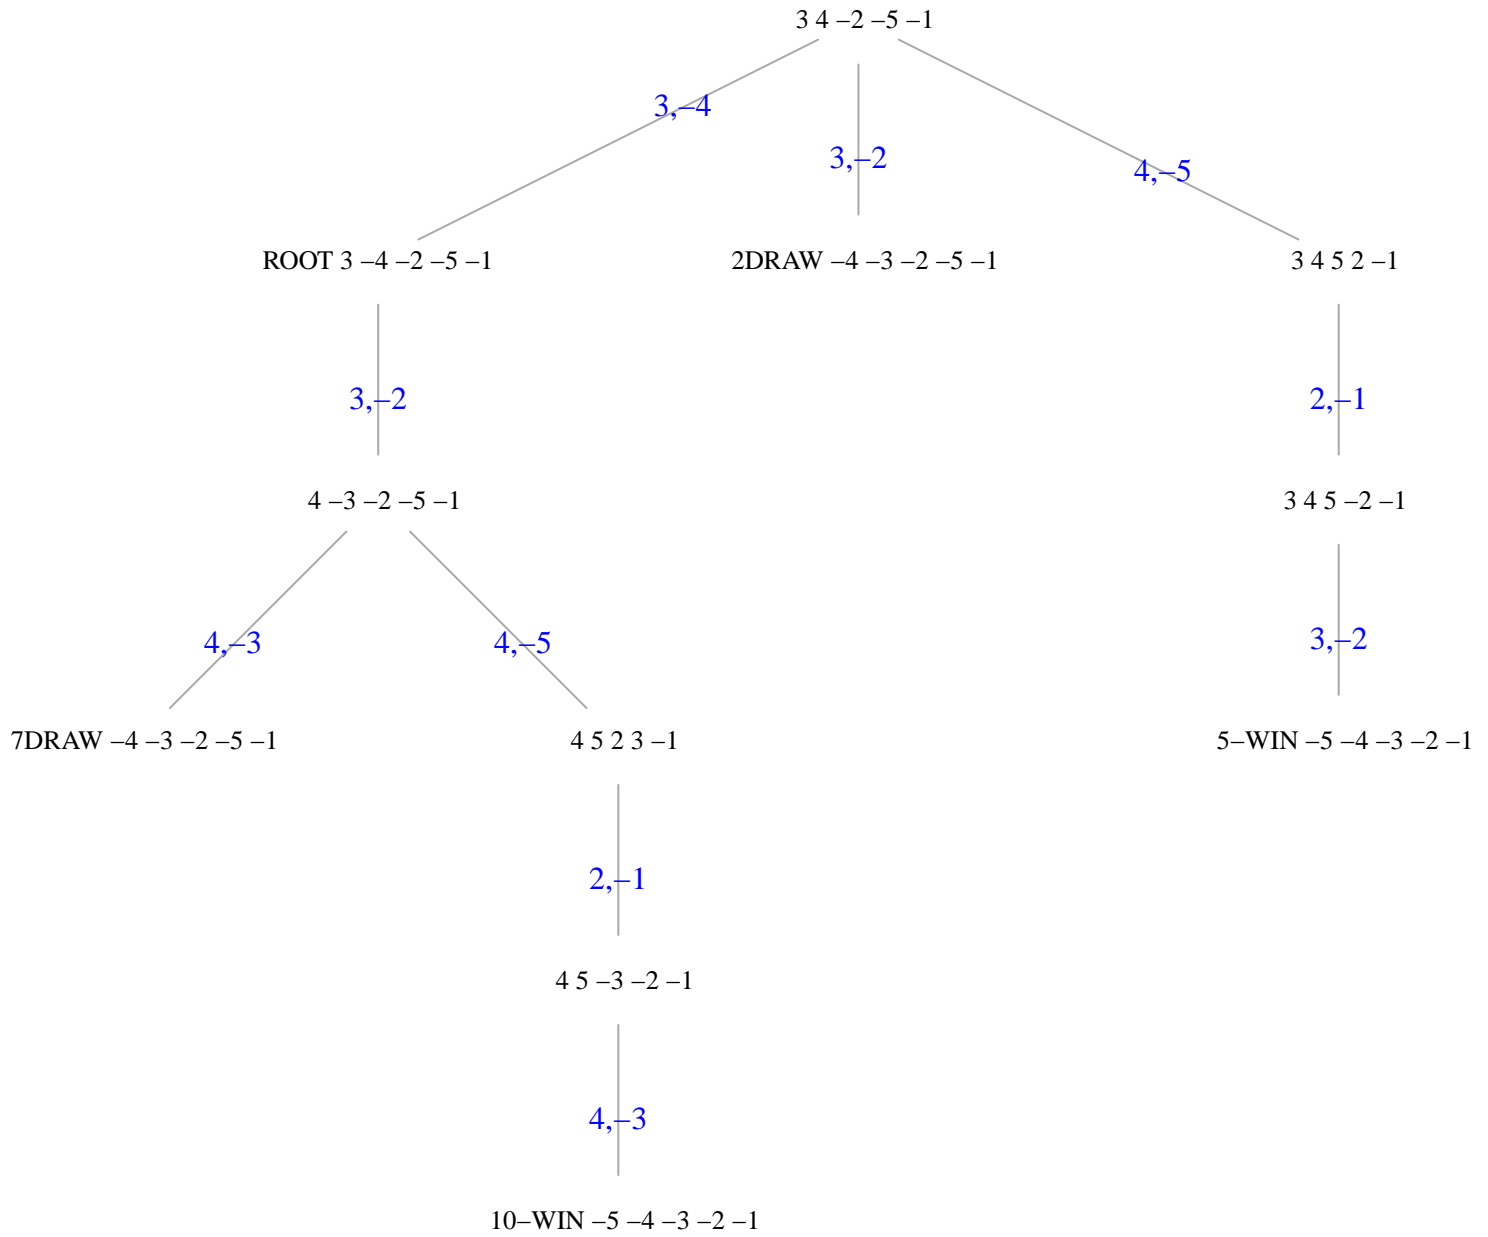 3 4 –2 –5 –1
3,–4
3,–2
4,–5
ROOT 3 –4 –2 –5 –1
2DRAW –4 –3 –2 –5 –1
3 4 5 2 –1
3,–2
2,–1
4 –3 –2 –5 –1
3 4 5 –2 –1
4,–3
4,–5
3,–2
7DRAW –4 –3 –2 –5 –1
4 5 2 3 –1
5–WIN –5 –4 –3 –2 –1
2,–1
4 5 –3 –2 –1
4,–3
10–WIN –5 –4 –3 –2 –1